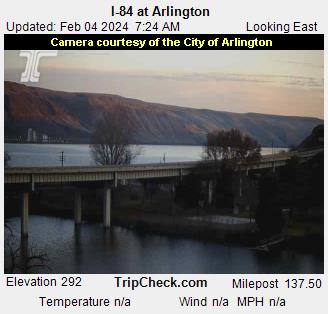 I-84 at Arlington
Updated: Feb 04 2024 7:24 AM Looking East
Camera courtesy of the City of Arlington
Elevation 292 TripCheck.com Milepost 137.50
Temperature n/a Wind n/a MPH n/a